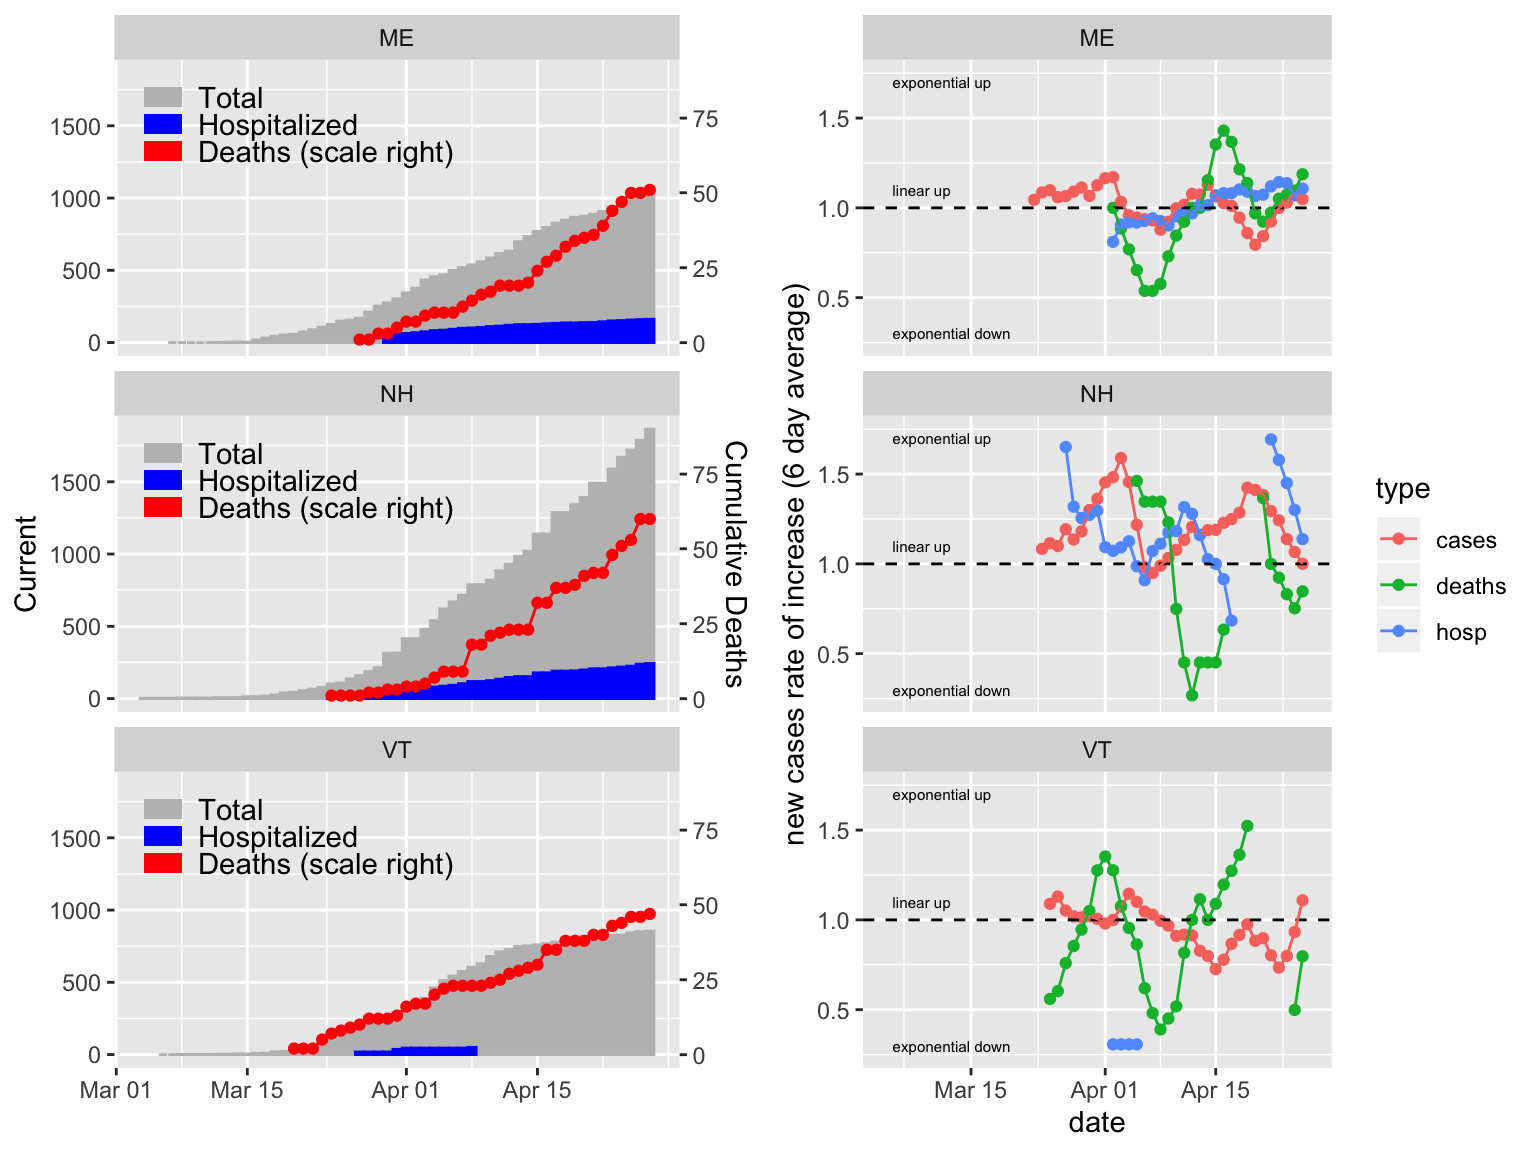 ME
Total
Hospitalized
Deaths (scale right)
1500
1000
500
0
75
50
25
0
NH
Total
Hospitalized
Deaths (scale right)
1500
1000
500
0
75
50
25
0
VT
Total
Hospitalized
Deaths (scale right)
1500
1000
500
0
75
50
25
0
Mar 01
Mar 15
Apr 01
Apr 15
Current
Cumulative Deaths
ME
exponential up
linear up
exponential down
1.5
1.0
0.5
NH
exponential up
linear up
exponential down
1.5
1.0
0.5
VT
exponential up
linear up
exponential down
1.5
1.0
0.5
Mar 15
Apr 01
Apr 15
date
new cases rate of increase (6 day average)
type
cases
deaths
hosp